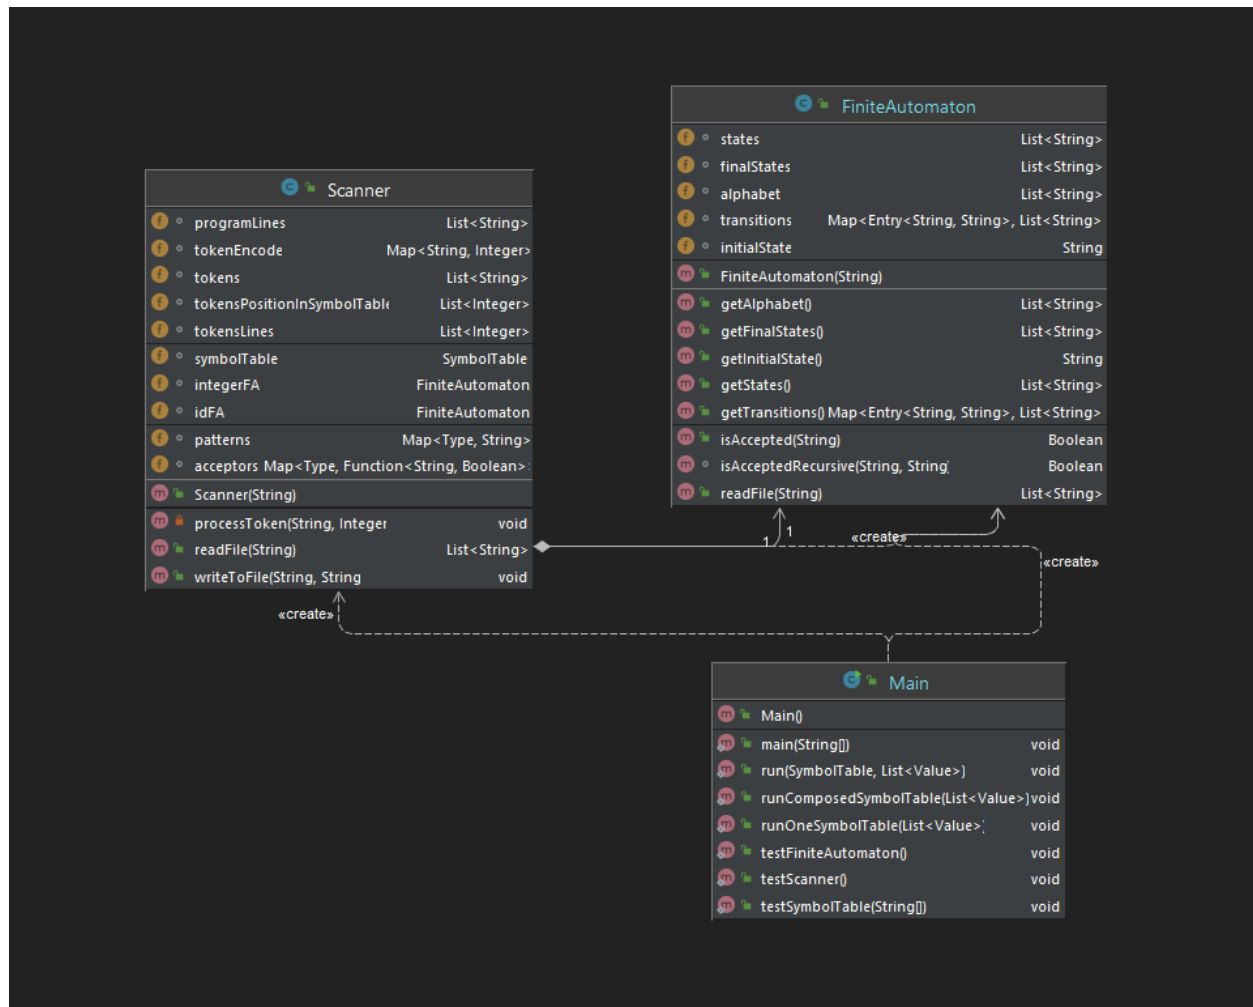 FiniteAutomaton
states List<String>
finalStates List<String>
alphabet List<String>
transitions Map<Entry<String, String>, List<String>
initialState String
FiniteAutomaton(String)
getAlphabet() List<String>
getFinalStates() List<String>
getInitialState() String
getStates() List<String>
getTransitions() Map<Entry<String, String>, List<String>
isAccepted(String) Boolean
isAcceptedRecursive(String, String) Boolean
readFile(String) List<String>
Scanner
programLines List<String>
tokenEncode Map<String, Integer>
tokens List<String>
tokensPositionInSymbolTable List<Integer>
tokensLines List<Integer>
symbolTable SymbolTable
integerFA FiniteAutomaton
idFA FiniteAutomaton
patterns Map<Type, String>
acceptors Map<Type, Function<String, Boolean>>
Scanner(String)
processToken(String, Integer void
readFile(String) List<String>
writeToFile(String, String void
1
1
«create»
«create»
«create»
Main
Main()
main(String[]) void
run(SymbolTable, List<Value>) void
runComposedSymbolTable(List<Value>) void
runOneSymbolTable(List<Value>) void
testFiniteAutomaton() void
testScanner() void
testSymbolTable(String[]) void